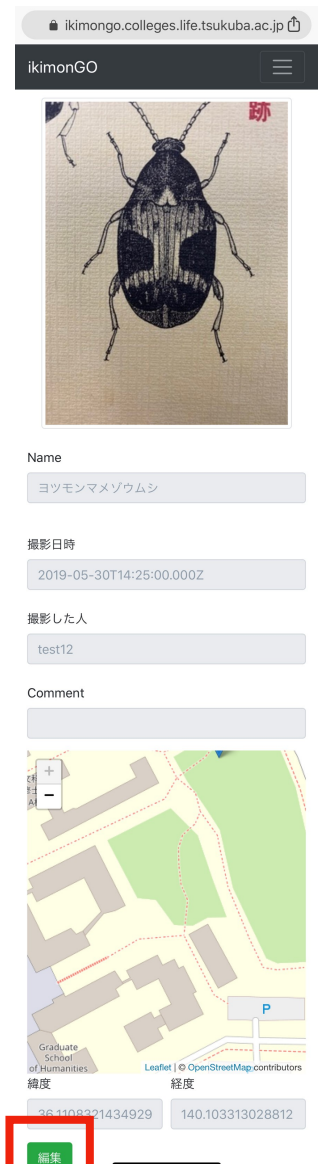 ikimongo.colleges.life.tsukuba.ac.jp
ikimonGO
跡
Name
ヨツモンマメゾウムシ
撮影日時
2019-05-30T14:25:00.000Z
撮影した人
test12
Comment
+
−
P
Graduate
School
of Humanities
Leaflet | © OpenStreetMap contributors
緯度 経度
36.1108321434929 140.103313028812
編集